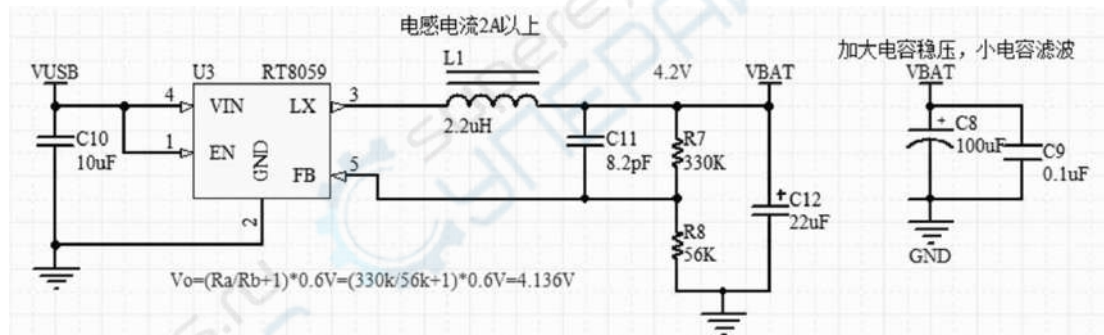 电感电流2A以上
加大电容稳压，小电容滤波
VUSB
U3 RT8059
L1
4.2V
VBAT
VBAT
4 VIN LX 3
2.2uH
C10
10uF
1 EN
GND
FB 5
2
C11
8.2pF
R7
330K
C12
22uF
R8
56K
C8
100uF
C9
0.1uF
GND
Vo=(Ra/Rb+1)*0.6V=(330k/56k+1)*0.6V=4.136V